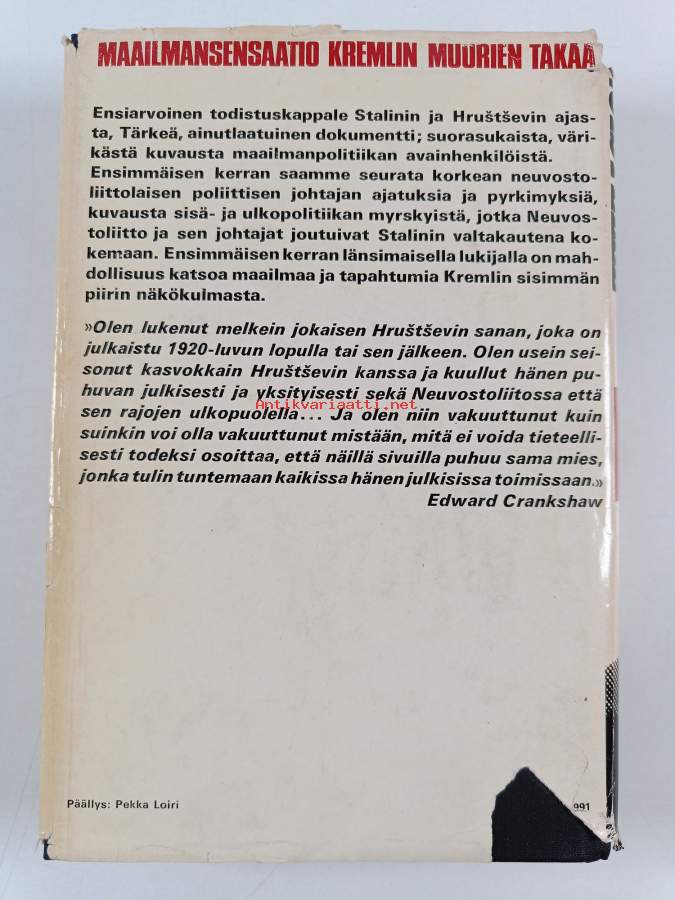 MAAILMANSENSAATIO KREMLIN MUURIEN TAKAA
Ensiarvoinen todistuskappale Stalinin ja Hruštševin ajas-
ta, Tärkeä, ainutlaatuinen dokumentti; suorasukaista, väri-
kästä kuvausta maailmanpolitiikan avainhenkilöistä.
Ensimmäisen kerran saamme seurata korkean neuvosto-
liittolaisen poliittisen johtajan ajatuksia ja pyrkimyksiä,
kuvausta sisä- ja ulkopolitiikan myrskyistä, jotka Neuvos-
toliitto ja sen johtajat joutuivat Stalinin valtakautena ko-
kemaan. Ensimmäisen kerran länsimaisella lukijalla on mah-
dollisuus katsoa maailmaa ja tapahtumia Kremlin sisimmän
piirin näkökulmasta.
»Olen lukenut melkein jokaisen Hruštševin sanan, joka on
julkaistu 1920-luvun lopulla tai sen jälkeen. Olen usein sei-
sonut kasvokkain Hruštševin kanssa ja kuullut hänen pu-
huvan julkisesti ja yksityisesti sekä Neuvostoliitossa että
Antikvariaatti.net
sen rajojen ulkopuolella... Ja olen niin vakuuttunut kuin
suinkin voi olla vakuuttunut mistään, mitä ei voida tieteelli-
sesti todeksi osoittaa, että näillä sivuilla puhuu sama mies,
jonka tulin tuntemaan kaikissa hänen julkisissa toimissaan.»
Edward Crankshaw
Päällys: Pekka Loiri
991